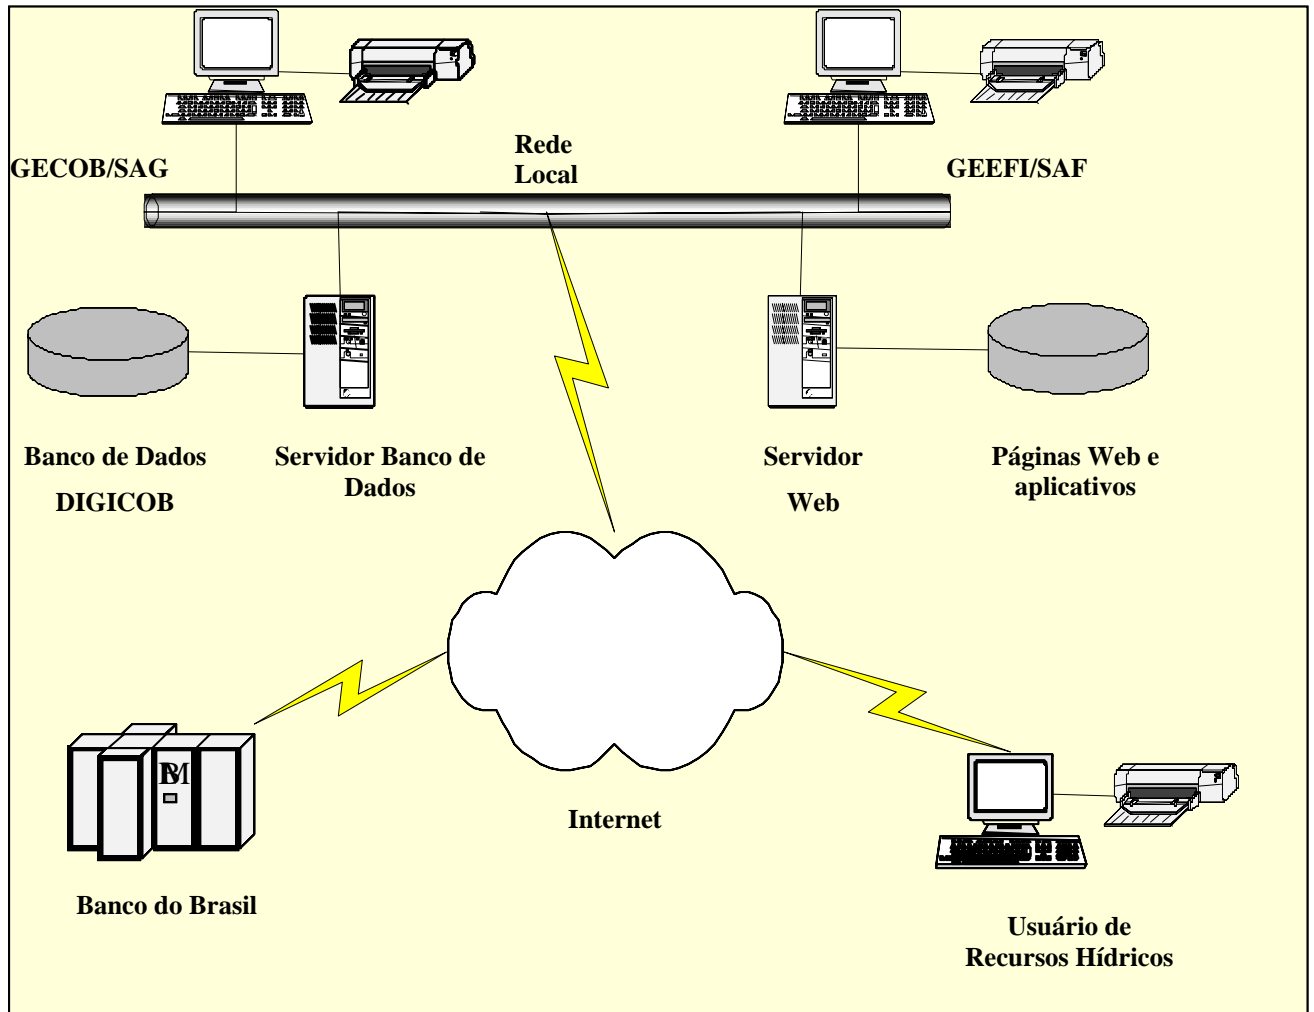 Rede
Local
GECOB/SAG
GEEFI/SAF
Banco de Dados
DIGICOB
Servidor Banco de
Dados
Servidor
Web
Páginas Web e
aplicativos
Internet
Banco do Brasil
Usuário de
Recursos Hídricos